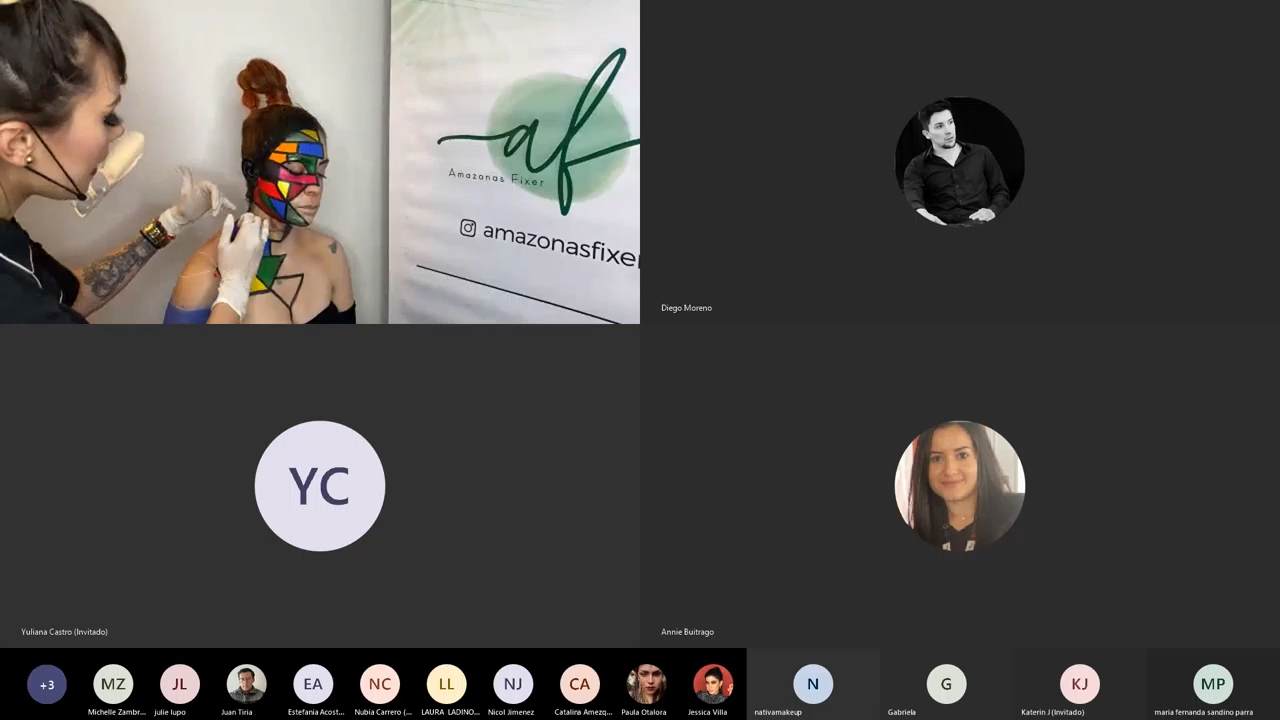 af
Amazonas Fixer
amazonasfixer
Diego Moreno
YC
Yuliana Castro (Invitado)
Annie Buitrago
+3
MZ
JL
EA
NC
LL
NJ
CA
N
G
KJ
MP
Michelle Zambr...
julie lupo
Juan Tiria
Estefania Acost...
Nubia Carrero (...
LAURA LADINO...
Nicol Jimenez
Catalina Amezq...
Paula Otalora
Jessica Villa
nativamakeup
Gabriela
Katerin J (Invitado)
maria fernanda sandino parra